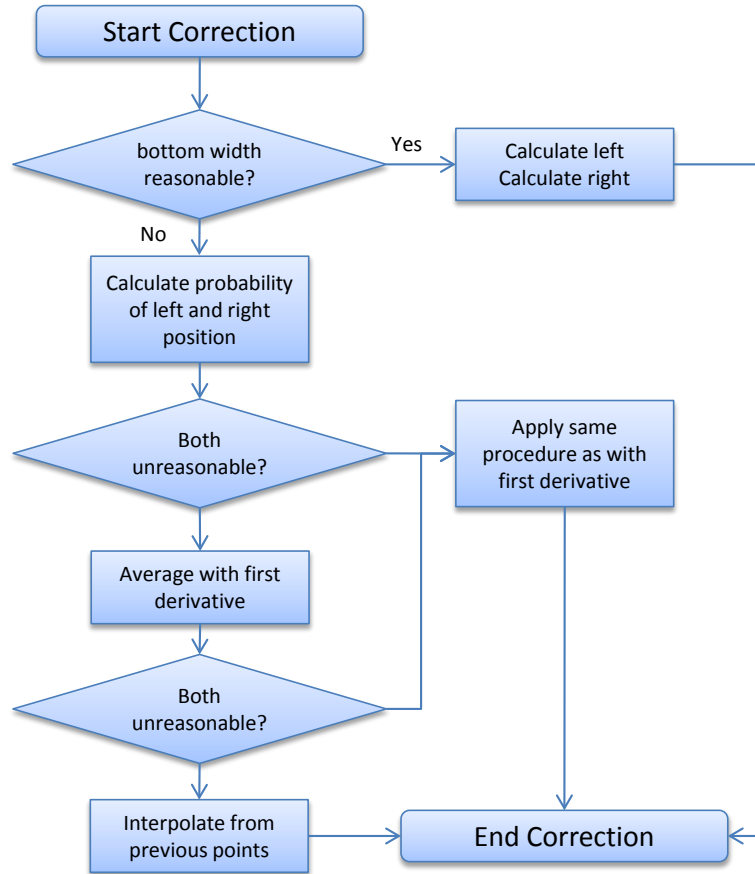 Start Correction
bottom width
reasonable?
Yes
Calculate left
Calculate right
No
Calculate probability
of left and right
position
Both
unreasonable?
Apply same
procedure as with
first derivative
Average with first
derivative
Both
unreasonable?
Interpolate from
previous points
End Correction